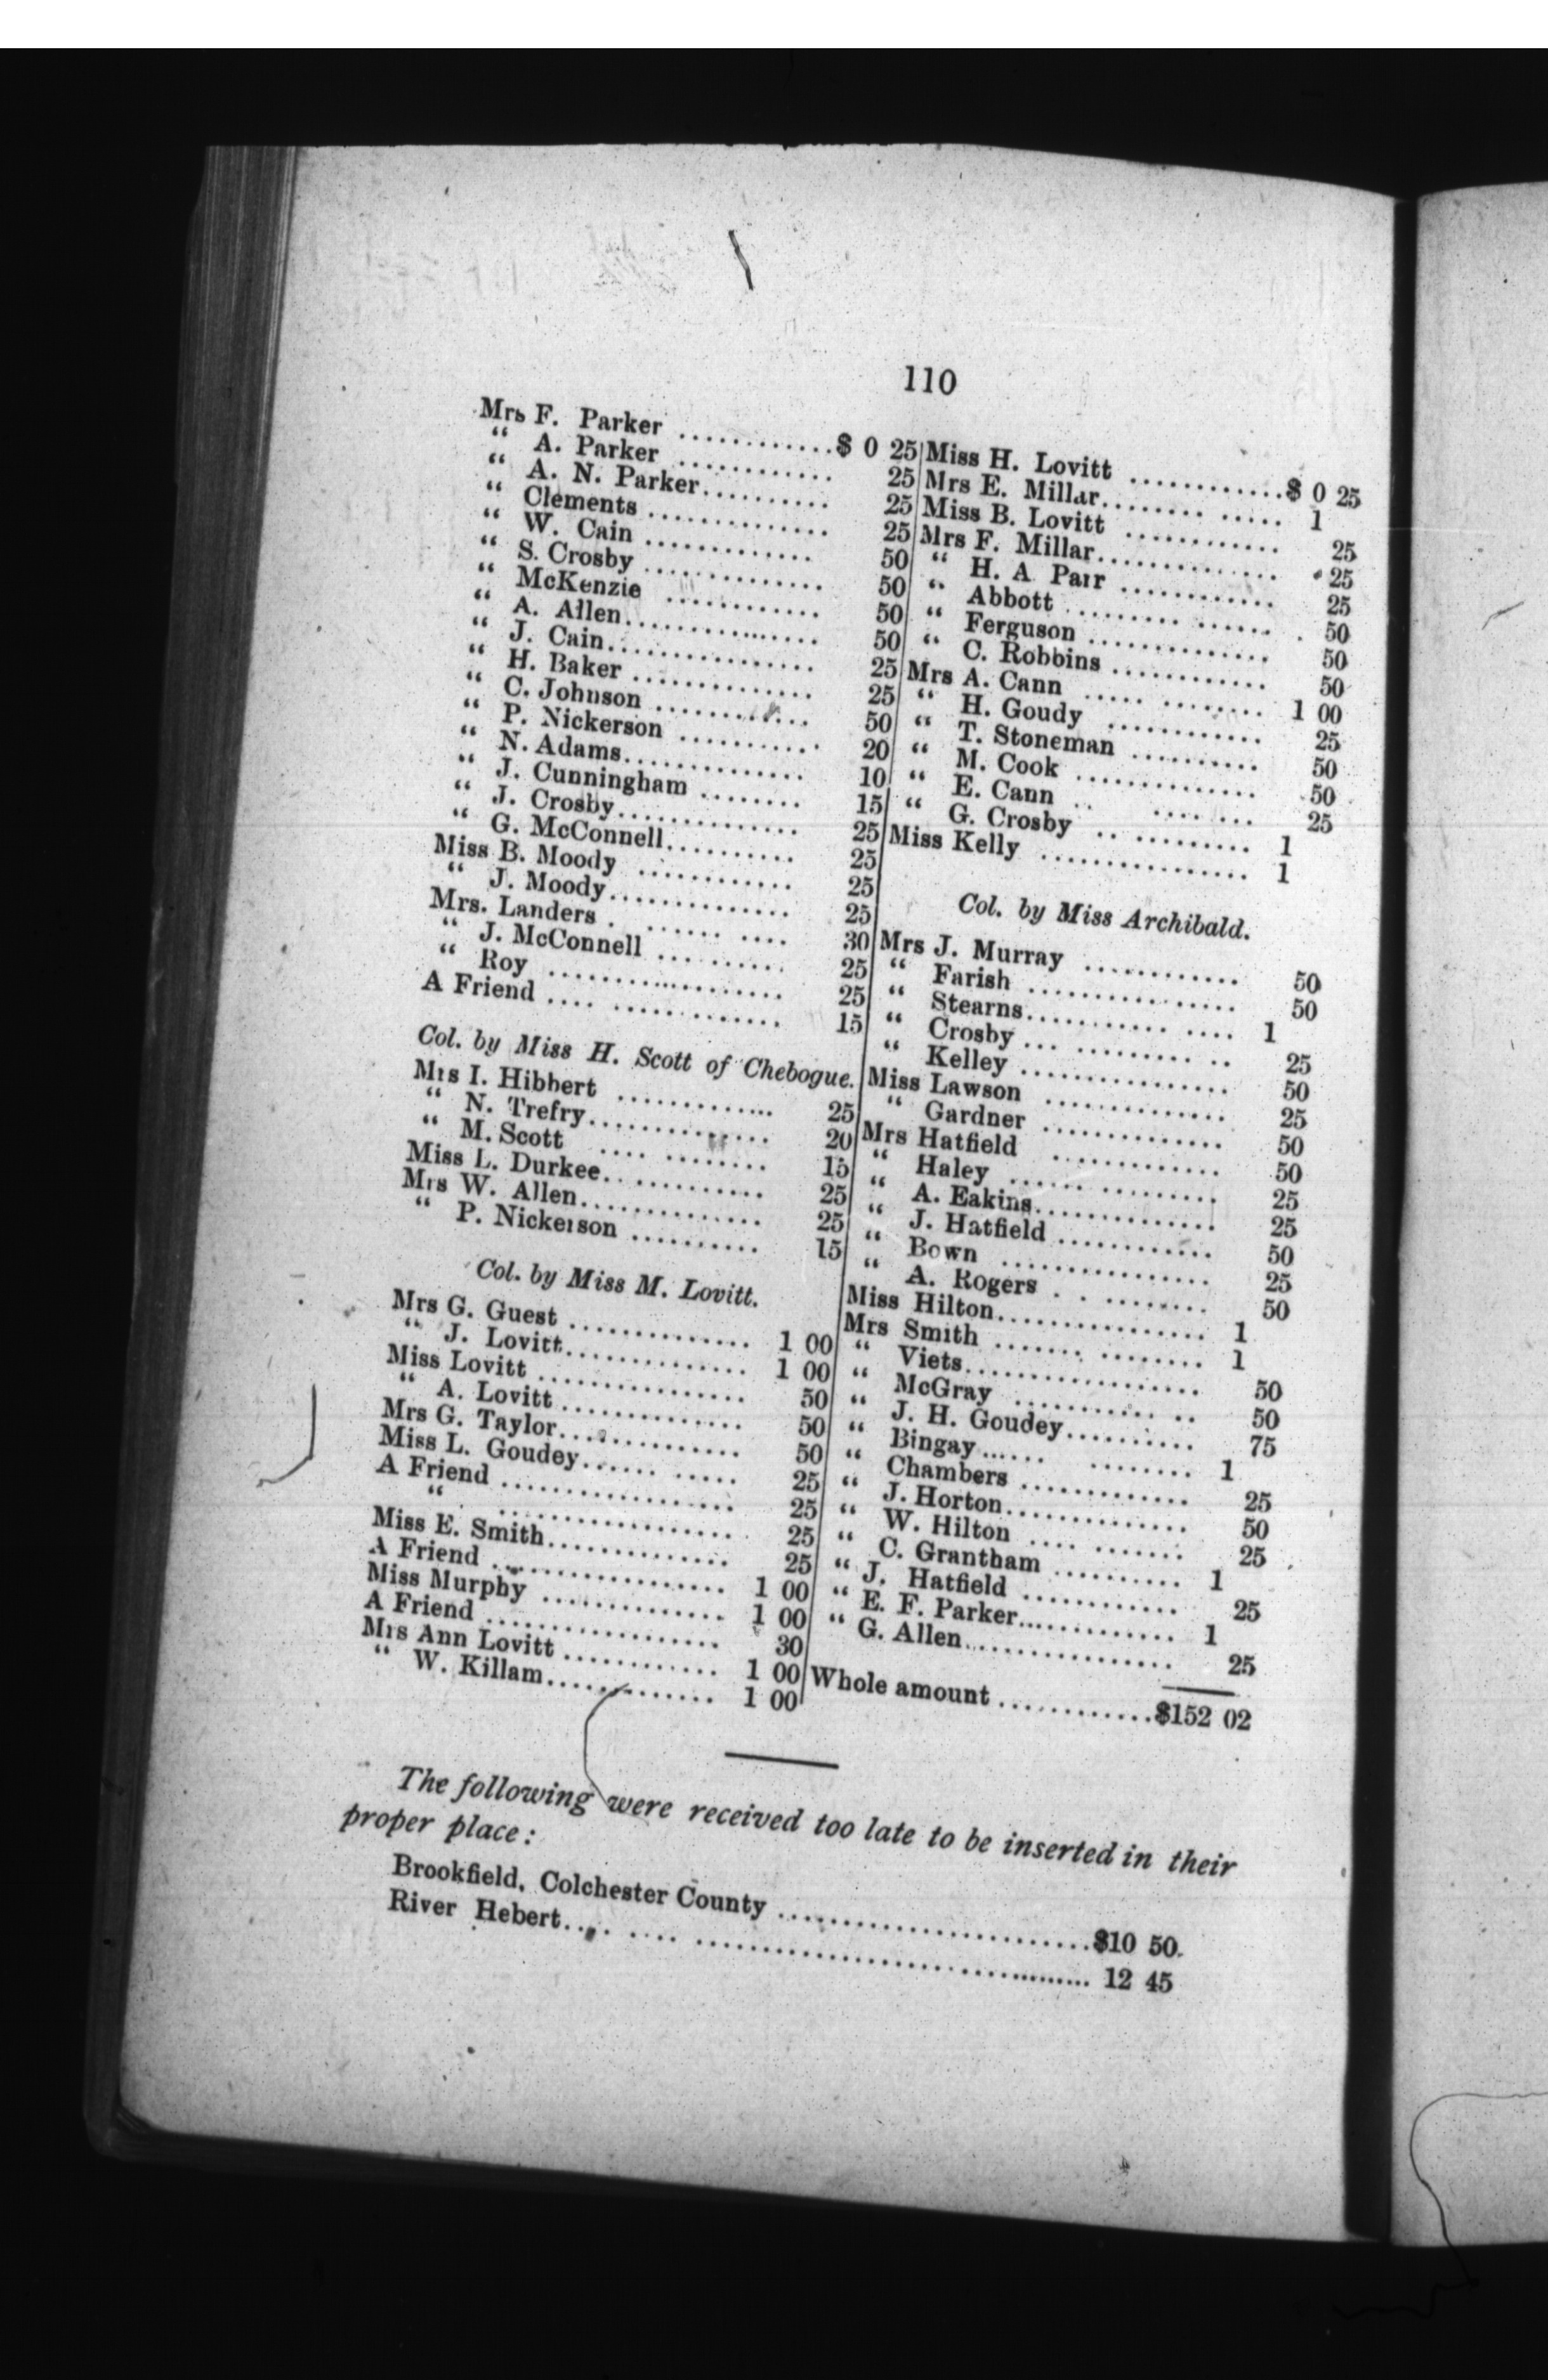 110
Mrs F. Parker ............$ 0 25
“ A. Parker ............ 25
“ A. N. Parker.......... 25
“ Clements .............. 25
“ W. Cain ............. 50
“ S. Crosby .............. 50
“ McKenzie ............ 50
“ A. Allen............... 50
“ J. Cain................ 25
“ H. Baker .............. 25
“ C. Johnson ............ 50
“ P. Nickerson ........... 20
“ N. Adams.............. 10
“ J. Cunningham ........ 15
“ J. Crosby.............. 25
“ G. McConnell.......... 25
Miss B. Moody ............ 25
“ J. Moody.............. 25
Mrs. Landers . ...... .... 30
“ J. McConnell .......... 25
“ Roy .................. 25
A Friend .... ............. 15
Col. by Miss H. Scott of Chebogue.
Mrs I. Hibbert ............. 25
“ N. Trefry.............. 20
“ M. Scott .... ........ 15
Miss L. Durkee............. 25
Mrs W. Allen.............. 25
“ P. Nickerson .......... 15
Col. by Miss M. Lovitt.
Mrs G. Guest .............. 1 00
“ J. Lovitt.............. 1 00
Miss Lovitt ................ 50
“ A. Lovitt .............. 50
Mrs G. Taylor.............. 50
Miss L. Goudey...... ..... 25
A Friend .................. 25
“ .................. 25
Miss E. Smith.............. 25
A Friend .................. 1 00
Miss Murphy .............. 1 00
A Friend .................. 30
Mrs Ann Lovitt ............ 1 00
“ W. Killam............. 1 00
Miss H. Lovitt ............$ 0 25
Mrs E. Millar........ ..... 1
Miss B. Lovitt ............ 25
Mrs F. Millar.............. 25
“ H. A Parr ............ 25
“ Abbott ......... ...... 50
“ Ferguson .............. 50
“ C. Robbins ............ 50
Mrs A. Cann ..... ........ 1 00
“ H. Goudy ............ 25
“ T. Stoneman .......... 50
“ M. Cook .............. 50
“ E. Cann .. .... ... 25
“ G. Crosby .. ......... 1
Miss Kelly ................ 1
Col. by Miss Archibald.
Mrs J. Murray ............ 50
“ Farish ................ 50
“ Stearns........... .... 1
“ Crosby ... ......... .. 25
“ Kelley ................ 50
Miss Lawson .............. 25
“ Gardner .............. 50
Mrs Hatfield ............. 50
“ Haley ...... ......... 25
“ A. Eakins.............. 25
“ J. Hatfield ............ 50
“ Bown ................ 25
“ A. Rogers . . ........ 50
Miss Hilton................ 1
Mrs Smith ....... ........ 1
“ Viets.................. 50
“ McGray ........... .. 50
“ J. H. Goudey.......... 75
“ Bingay...... ........ 1
“ Chambers ............. 25
“ J. Horton.............. 50
“ W. Hilton .... ....... 25
“ C. Grantham .......... 1
“ J. Hatfield ............ 25
“ E. F. Parker............. 1
“ G. Allen................ 25
Whole amount ............$152 02
The following were received too late to be inserted in their
proper place:
Brookfield, Colchester County ........................$10 50.
River Hebert.... .... .............................. 12 45